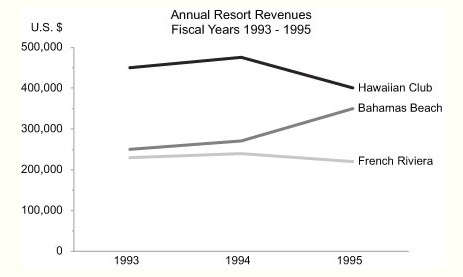 Annual Resort Revenues
Fiscal Years 1993 - 1995
U.S. $
500,000
400,000
Hawaiian Club
Bahamas Beach
300,000
French Riviera
200,000
100,000
0
1993 1994 1995